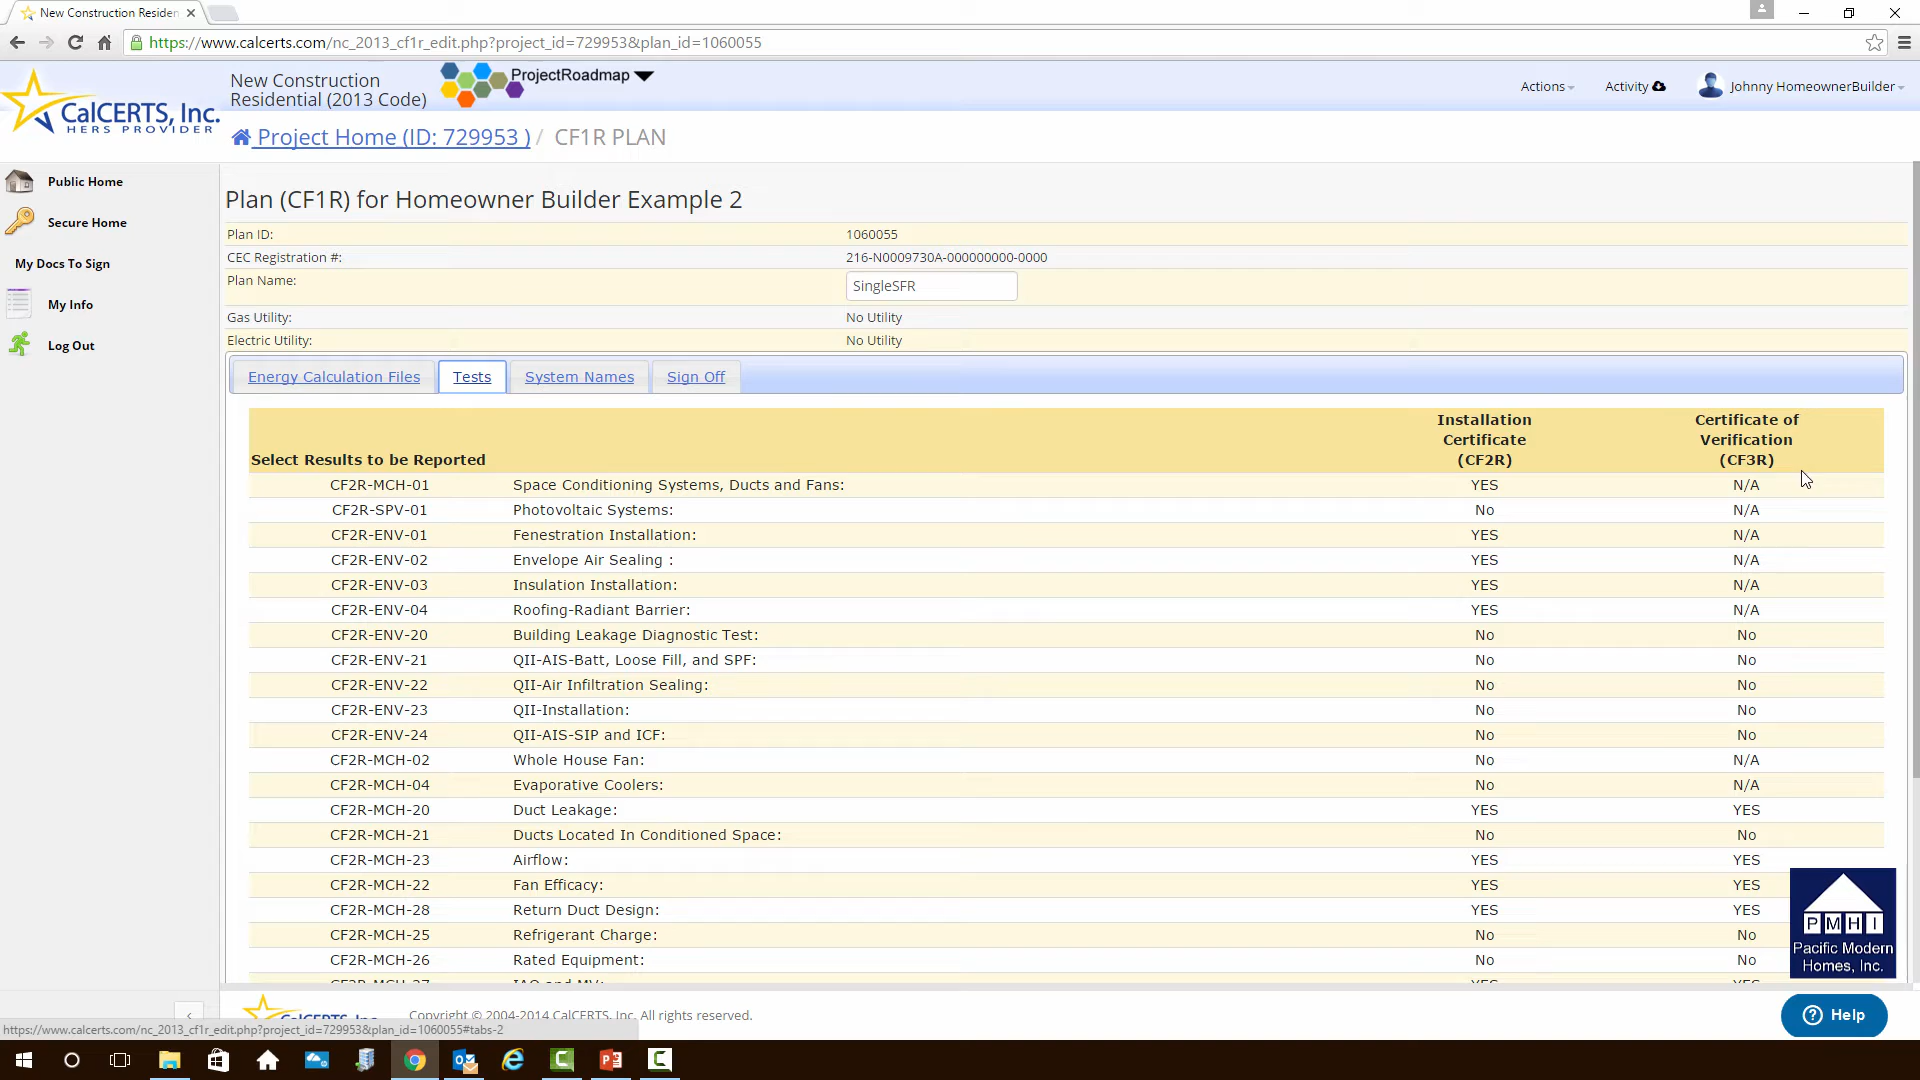 New Construction Residen
https://www.calcerts.com/nc_2013_cf1r_edit.php?project_id=729953&plan_id=1060055
CalCERTS, Inc.
HERS PROVIDER
New Construction
Residential (2013 Code)
ProjectRoadmap
Actions
Activity
Johnny HomeownerBuilder
Project Home (ID: 729953 ) / CF1R PLAN
Public Home
Secure Home
My Docs To Sign
My Info
Log Out
Plan (CF1R) for Homeowner Builder Example 2
Plan ID: 1060055
CEC Registration #: 216-N0009730A-000000000-0000
Plan Name: SingleSFR
Gas Utility: No Utility
Electric Utility: No Utility
Energy Calculation Files Tests System Names Sign Off
Select Results to be Reported
Installation
Certificate
(CF2R)
Certificate of
Verification
(CF3R)
CF2R-MCH-01 Space Conditioning Systems, Ducts and Fans: YES N/A
CF2R-SPV-01 Photovoltaic Systems: No N/A
CF2R-ENV-01 Fenestration Installation: YES N/A
CF2R-ENV-02 Envelope Air Sealing : YES N/A
CF2R-ENV-03 Insulation Installation: YES N/A
CF2R-ENV-04 Roofing-Radiant Barrier: YES N/A
CF2R-ENV-20 Building Leakage Diagnostic Test: No No
CF2R-ENV-21 QII-AIS-Batt, Loose Fill, and SPF: No No
CF2R-ENV-22 QII-Air Infiltration Sealing: No No
CF2R-ENV-23 QII-Installation: No No
CF2R-ENV-24 QII-AIS-SIP and ICF: No No
CF2R-MCH-02 Whole House Fan: No N/A
CF2R-MCH-04 Evaporative Coolers: No N/A
CF2R-MCH-20 Duct Leakage: YES YES
CF2R-MCH-21 Ducts Located In Conditioned Space: No No
CF2R-MCH-23 Airflow: YES YES
CF2R-MCH-22 Fan Efficacy: YES YES
CF2R-MCH-28 Return Duct Design: YES YES
CF2R-MCH-25 Refrigerant Charge: No No
CF2R-MCH-26 Rated Equipment: No No
CF2R-MCH-27 IAQ and MV: YES YES
PMHI
Pacific Modern
Homes, Inc.
CalCERTS, Inc.
Copyright © 2004-2014 CalCERTS, Inc. All rights reserved.
Help
https://www.calcerts.com/nc_2013_cf1r_edit.php?project_id=729953&plan_id=1060055#tabs-2